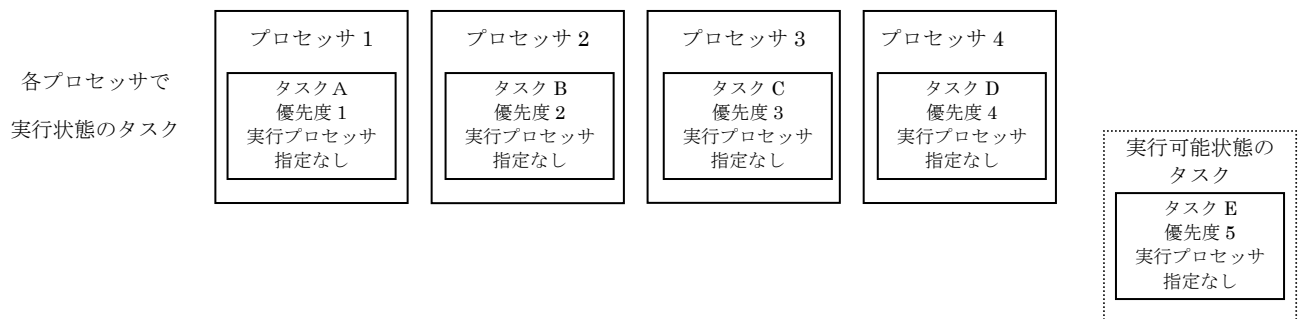 各プロセッサで
実行状態のタスク
プロセッサ 1
タスク A
優先度 1
実行プロセッサ
指定なし
プロセッサ 2
タスク B
優先度 2
実行プロセッサ
指定なし
プロセッサ 3
タスク C
優先度 3
実行プロセッサ
指定なし
プロセッサ 4
タスク D
優先度 4
実行プロセッサ
指定なし
実行可能状態の
タスク
タスク E
優先度 5
実行プロセッサ
指定なし